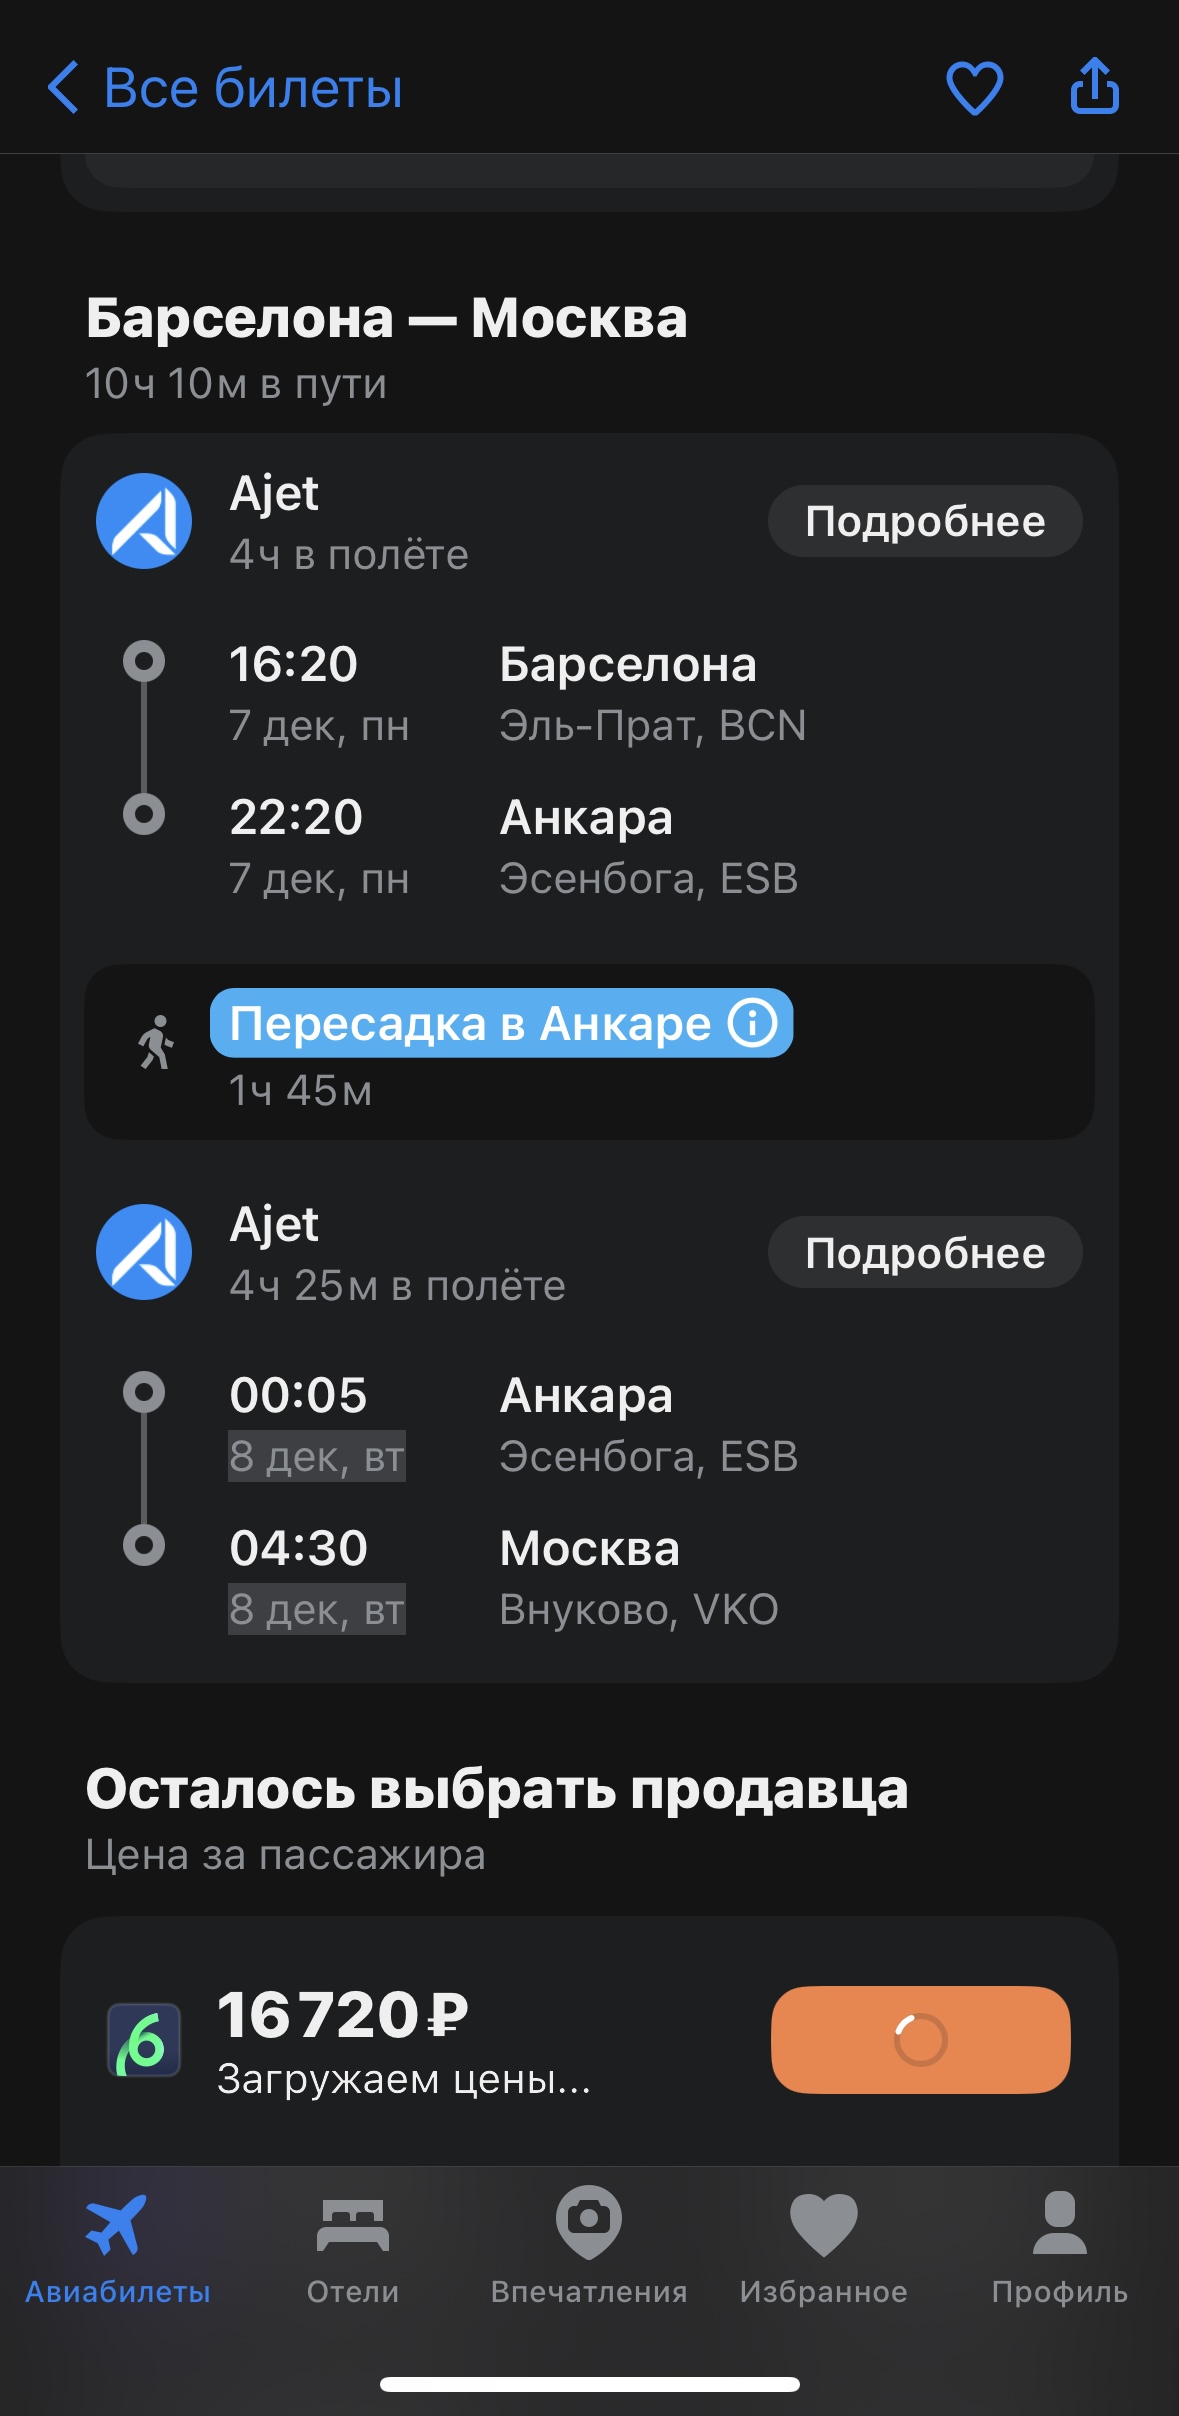 Все билеты
Барселона — Москва
10ч 10м в пути
Ajet
4ч в полёте
Подробнее
16:20 Барселона
7 дек, пн Эль-Прат, BCN
22:20 Анкара
7 дек, пн Эсенбога, ESB
Пересадка в Анкаре
1ч 45м
Ajet
4ч 25м в полёте
Подробнее
00:05 Анкара
8 дек, вт Эсенбога, ESB
04:30 Москва
8 дек, вт Внуково, VKO
Осталось выбрать продавца
Цена за пассажира
16 720 ₽
Загружаем цены...
Авиабилеты Отели Впечатления Избранное Профиль